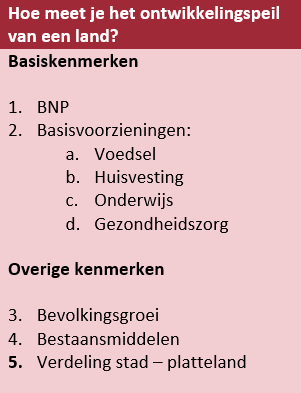 Hoe meet je het ontwikkelingspeil
van een land?
Basiskenmerken
1. BNP
2. Basisvoorzieningen:
a. Voedsel
b. Huisvesting
c. Onderwijs
d. Gezondheidszorg
Overige kenmerken
3. Bevolkingsgroei
4. Bestaansmiddelen
5. Verdeling stad – platteland